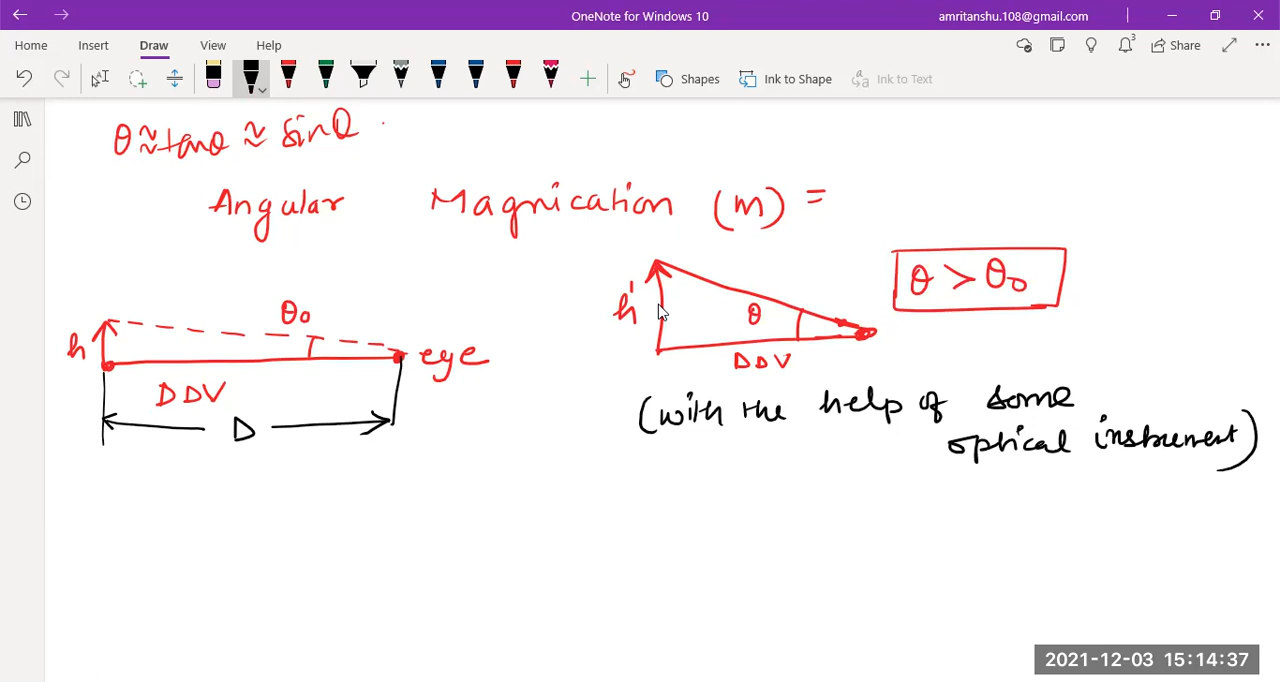 OneNote for Windows 10
amritanshu.108@gmail.com
Home Insert Draw View Help
Share
Shapes Ink to Shape Ink to Text
θ ≈ tanθ ≈ sinθ
Angular Magnication (m) =
θ > θ₀
h θ₀ eye
DDV
D
h' θ
DDV
(with the help of some
optical instrument)
2021-12-03 15:14:37